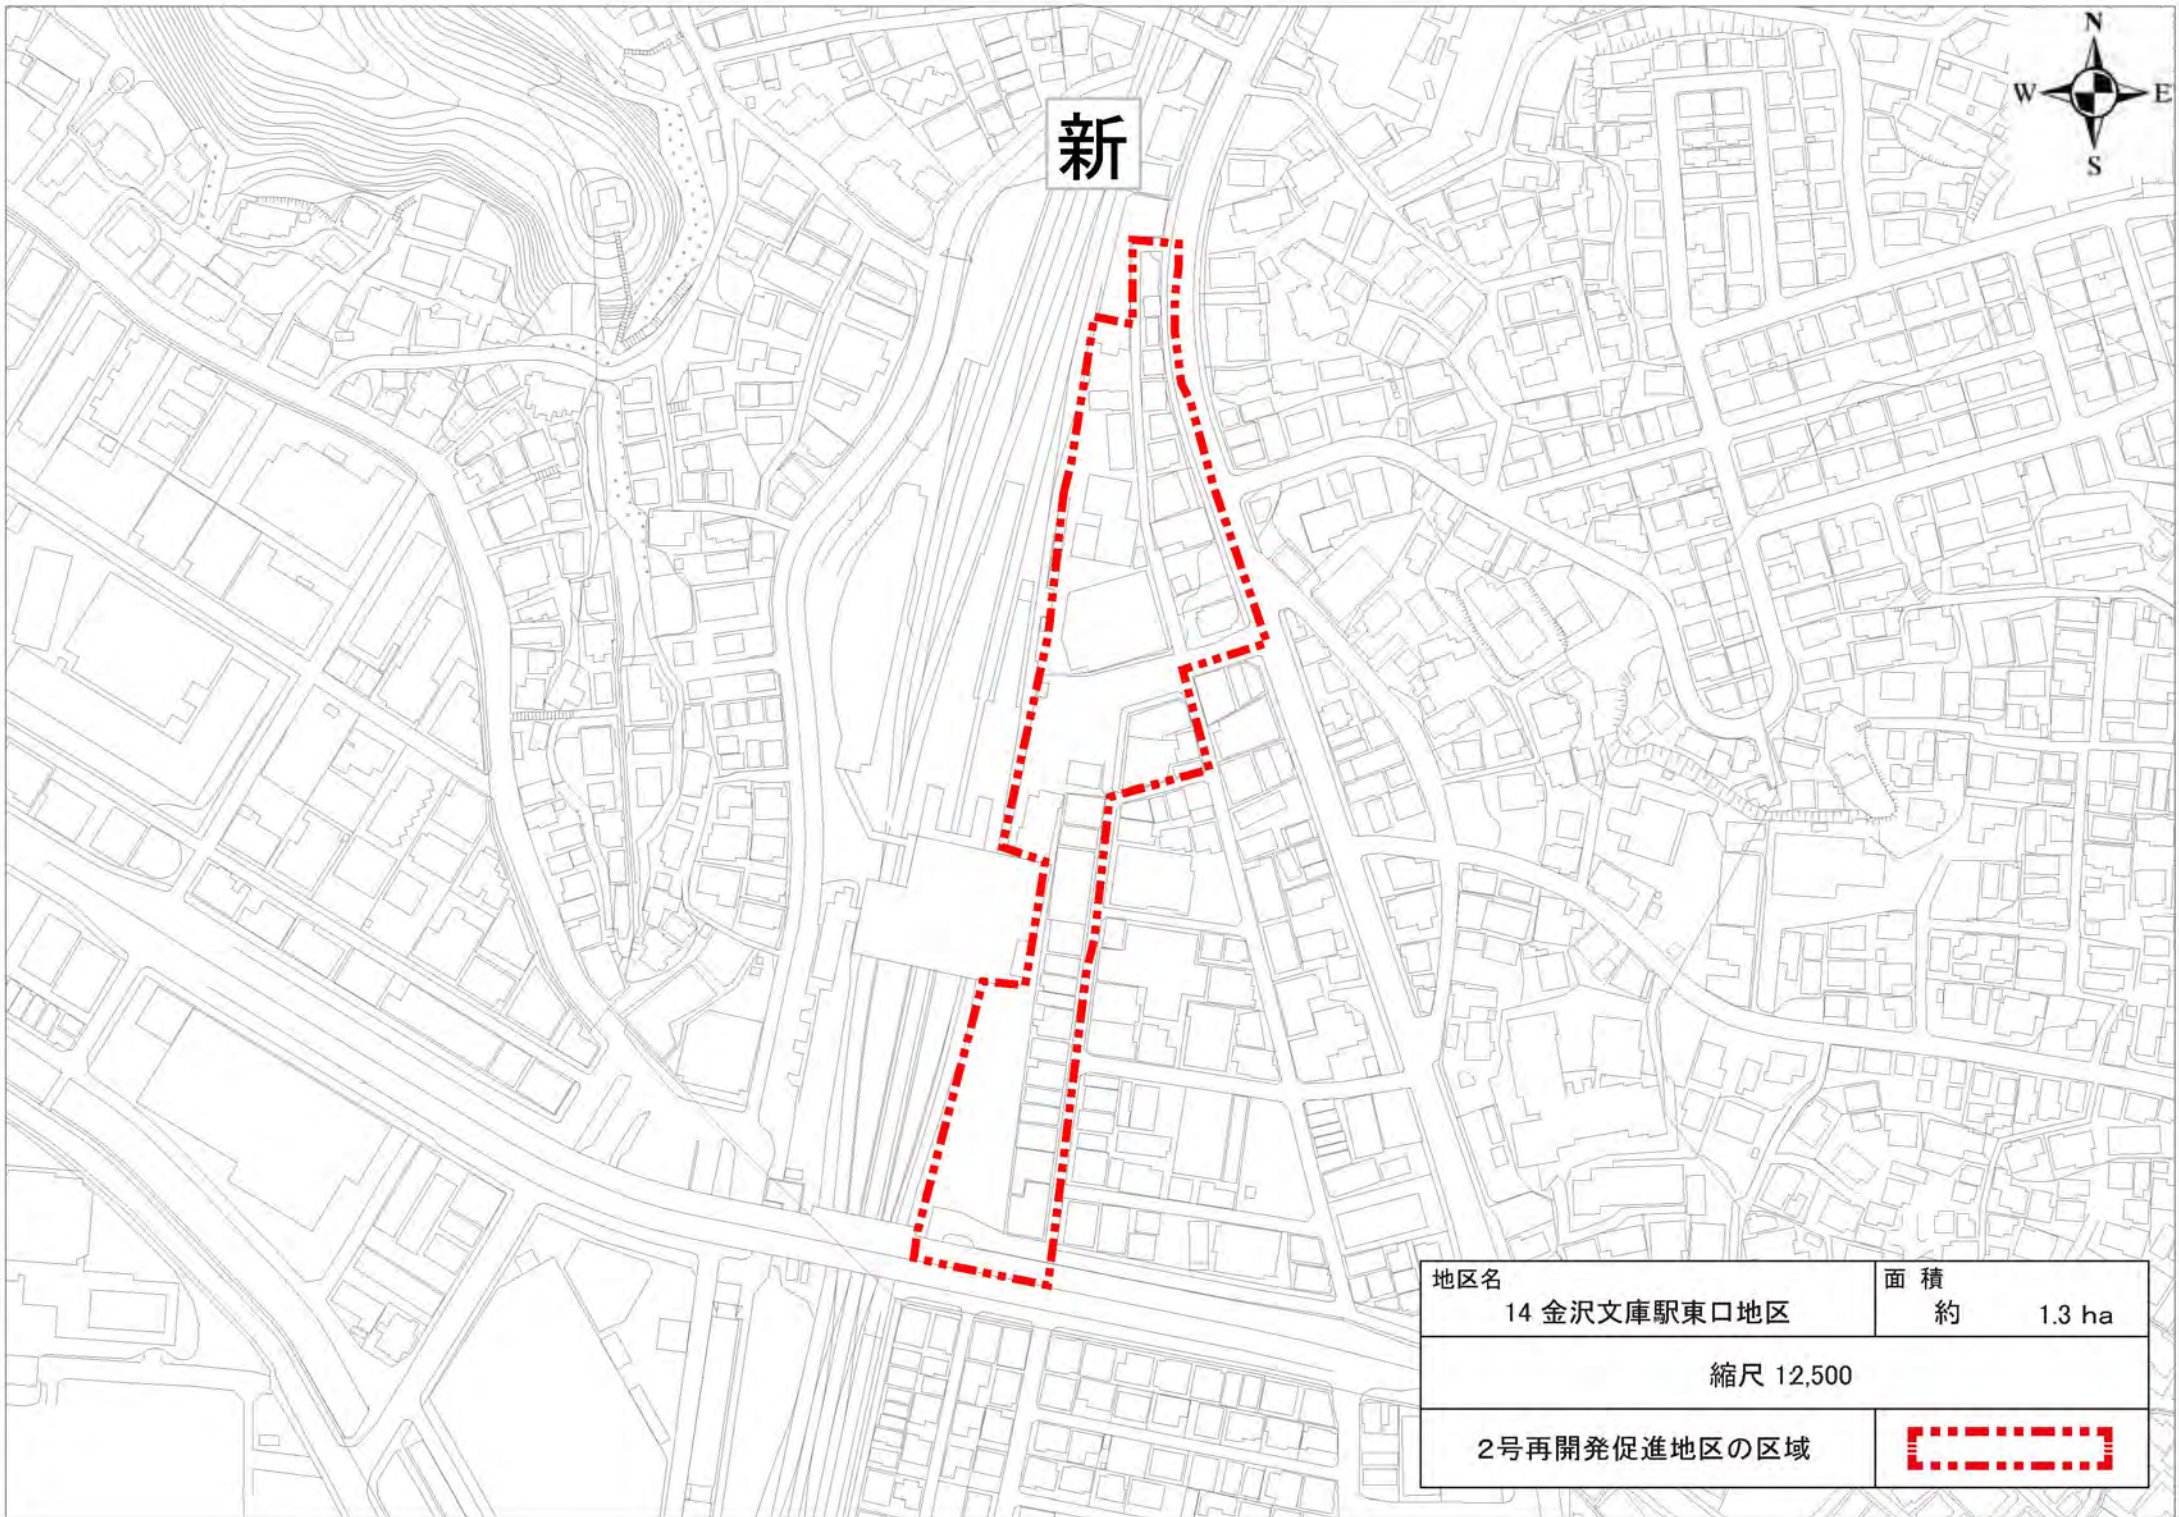 N
W E
S
新
地区名
14 金沢文庫駅東口地区
面 積
約 1.3 ha
縮尺 12,500
2号再開発促進地区の区域